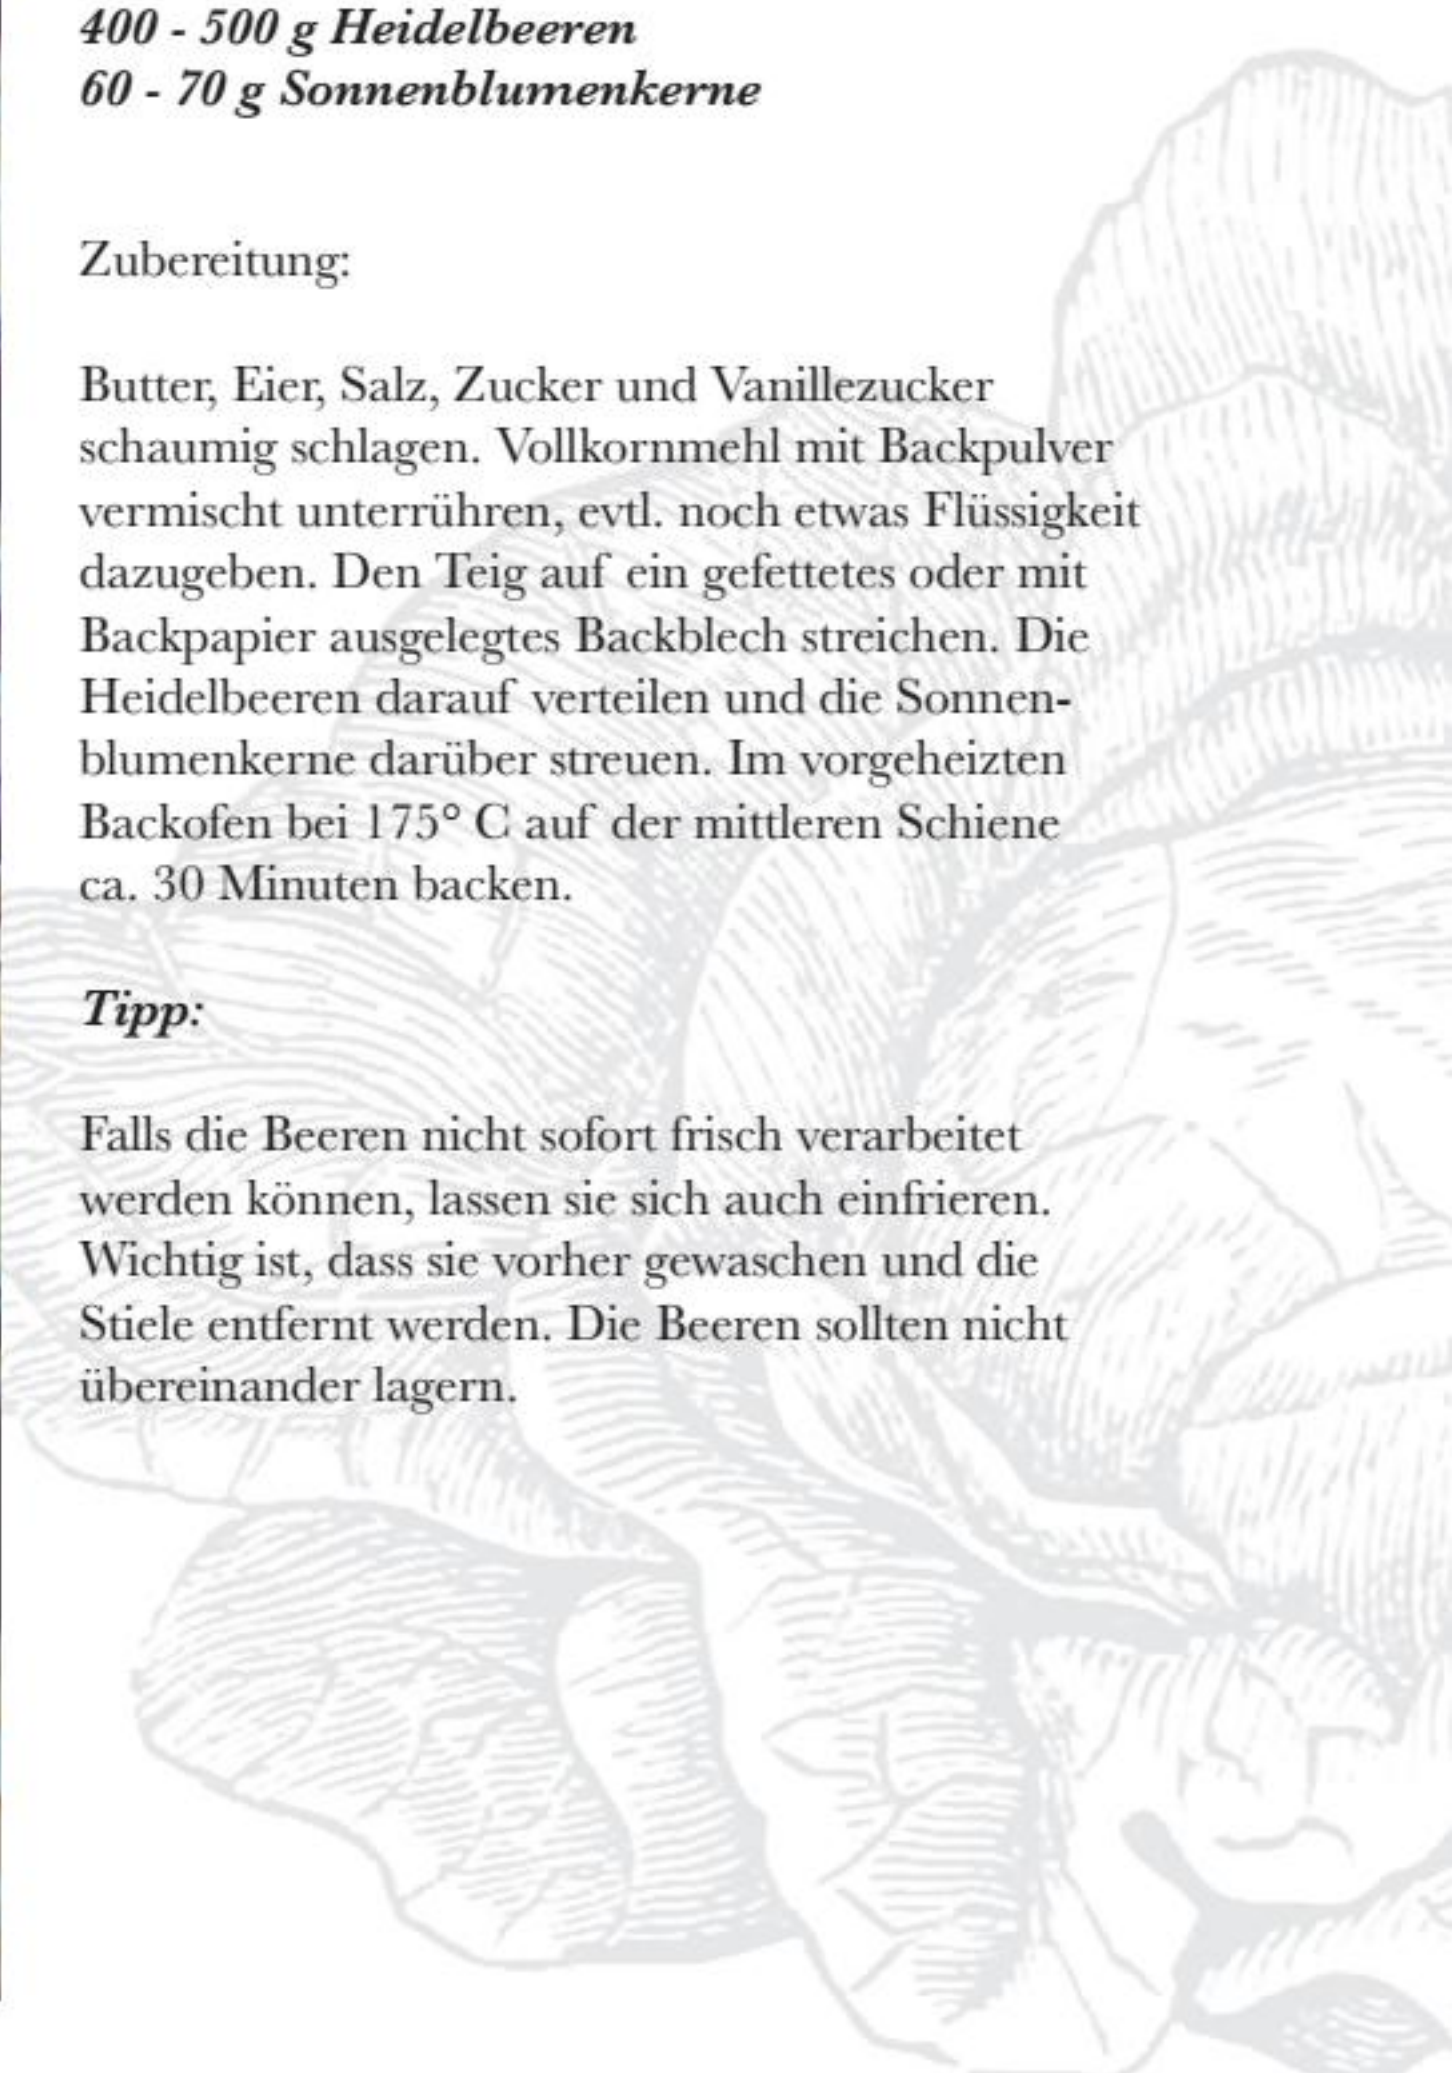 400 - 500 g Heidelbeeren
60 - 70 g Sonnenblumenkerne
Zubereitung:
Butter, Eier, Salz, Zucker und Vanillezucker
schaumig schlagen. Vollkornmehl mit Backpulver
vermischt unterrühren, evtl. noch etwas Flüssigkeit
dazugeben. Den Teig auf ein gefettetes oder mit
Backpapier ausgelegtes Backblech streichen. Die
Heidelbeeren darauf verteilen und die Sonnen-
blumenkerne darüber streuen. Im vorgeheizten
Backofen bei 175° C auf der mittleren Schiene
ca. 30 Minuten backen.
Tipp:
Falls die Beeren nicht sofort frisch verarbeitet
werden können, lassen sie sich auch einfrieren.
Wichtig ist, dass sie vorher gewaschen und die
Stiele entfernt werden. Die Beeren sollten nicht
übereinander lagern.